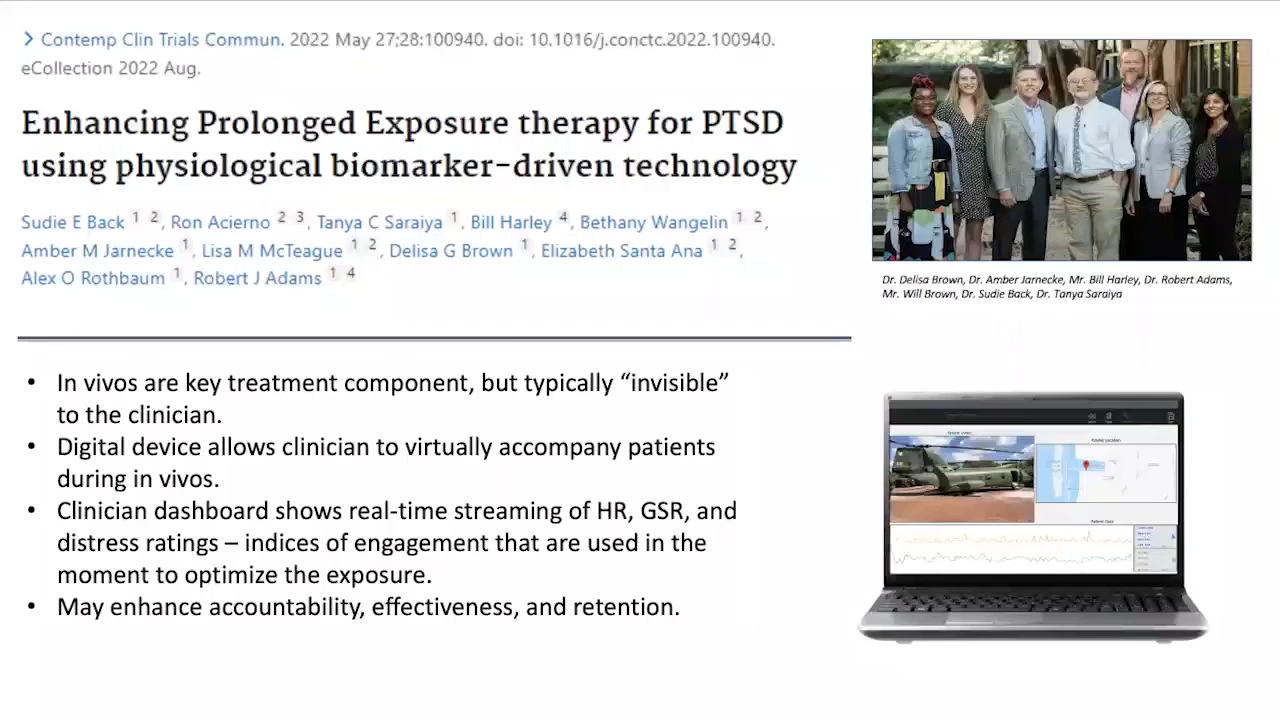 > Contemp Clin Trials Commun. 2022 May 27;28:100940. doi: 10.1016/j.conctc.2022.100940.
eCollection 2022 Aug.
Enhancing Prolonged Exposure therapy for PTSD
using physiological biomarker-driven technology
Sudie E Back 1 2, Ron Acierno 2 3, Tanya C Saraiya 1, Bill Harley 4, Bethany Wangelin 1 2,
Amber M Jarnecke 1, Lisa M McTeague 1 2, Delisa G Brown 1, Elizabeth Santa Ana 1 2,
Alex O Rothbaum 1, Robert J Adams 1 4
Dr. Delisa Brown, Dr. Amber Jarnecke, Mr. Bill Harley, Dr. Robert Adams,
Mr. Will Brown, Dr. Sudie Back, Dr. Tanya Saraiya
• In vivos are key treatment component, but typically “invisible”
to the clinician.
• Digital device allows clinician to virtually accompany patients
during in vivos.
• Clinician dashboard shows real-time streaming of HR, GSR, and
distress ratings – indices of engagement that are used in the
moment to optimize the exposure.
• May enhance accountability, effectiveness, and retention.
Patient Location
Patient Data